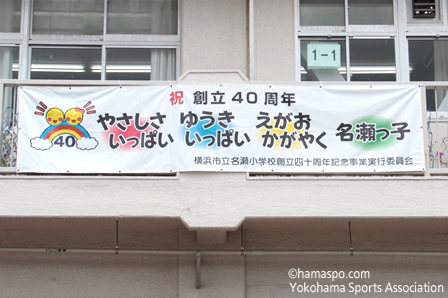 1-1
祝 創立40周年
やさしさ ゆうき えがお
いっぱい いっぱい かがやく 名瀬っ子
40
横浜市立名瀬小学校創立四十周年記念事業実行委員会
©hamaspo.com
Yokohama Sports Association